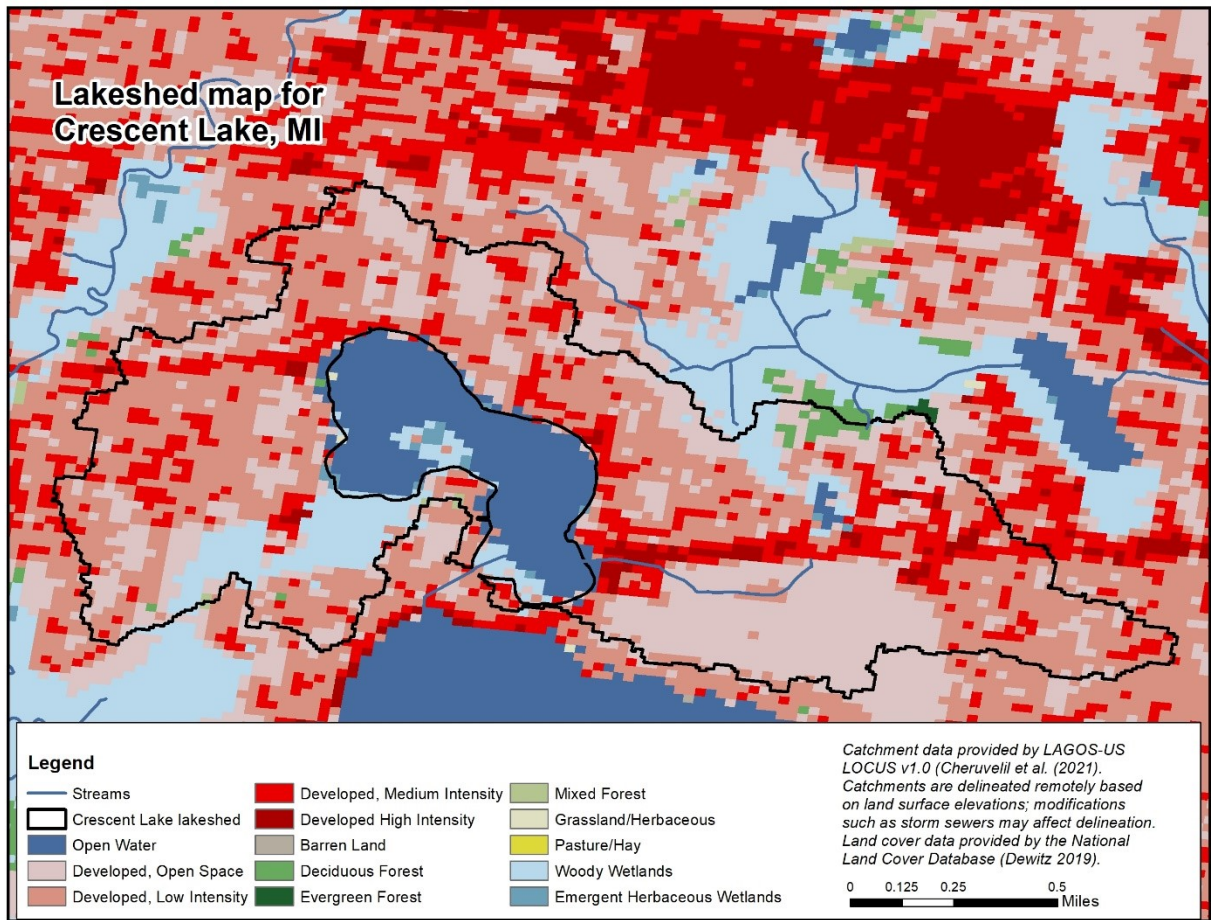 Lakeshed map for
Crescent Lake, MI
Legend
Streams
Crescent Lake lakeshed
Open Water
Developed, Open Space
Developed, Low Intensity
Developed, Medium Intensity
Developed High Intensity
Barren Land
Deciduous Forest
Evergreen Forest
Mixed Forest
Grassland/Herbaceous
Pasture/Hay
Woody Wetlands
Emergent Herbaceous Wetlands
Catchment data provided by LAGOS-US
LOCUS v1.0 (Cheruvelil et al. (2021).
Catchments are delineated remotely based
on land surface elevations; modifications
such as storm sewers may affect delineation.
Land cover data provided by the National
Land Cover Database (Dewitz 2019).
0 0.125 0.25 0.5
Miles